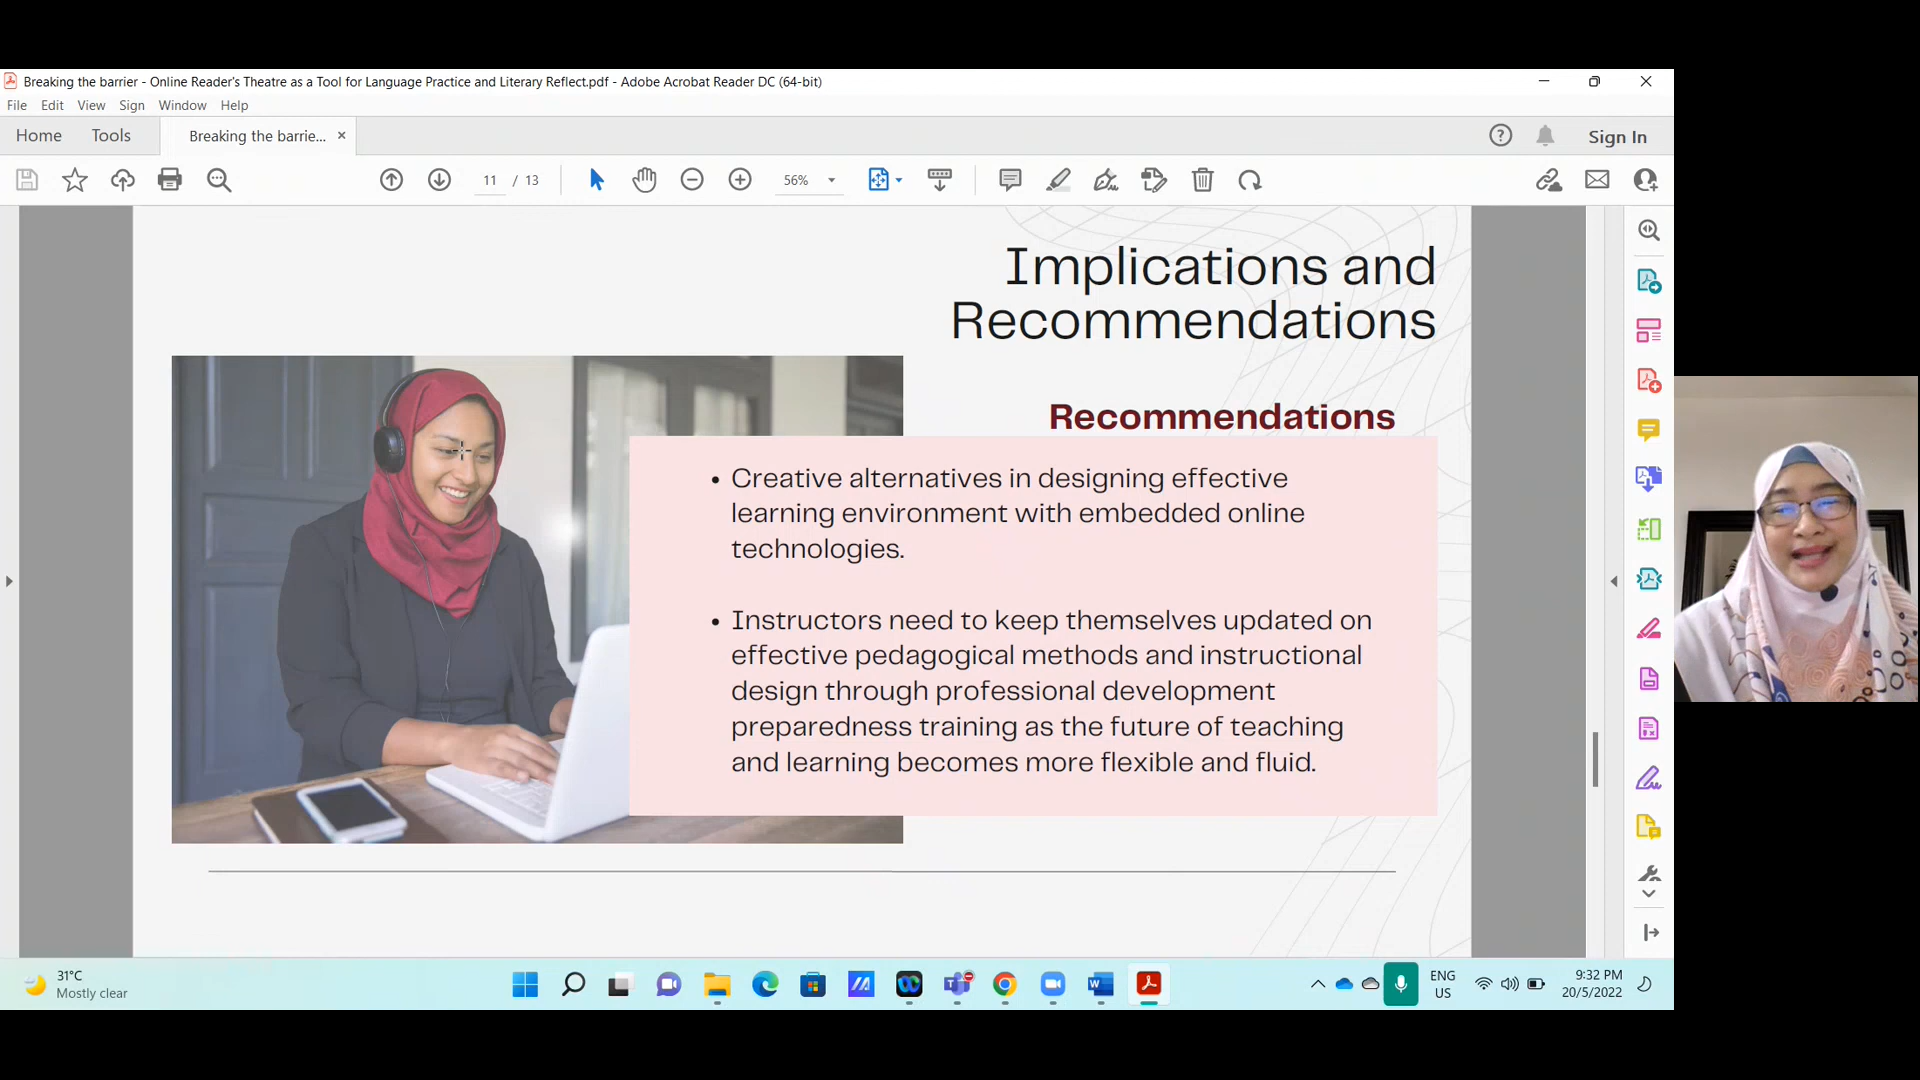 Breaking the barrier - Online Reader's Theatre as a Tool for Language Practice and Literary Reflect.pdf - Adobe Acrobat Reader DC (64-bit)
File Edit View Sign Window Help
Home Tools Breaking the barrie... Sign In
11 / 13 56%
Implications and
Recommendations
Recommendations
• Creative alternatives in designing effective
learning environment with embedded online
technologies.
• Instructors need to keep themselves updated on
effective pedagogical methods and instructional
design through professional development
preparedness training as the future of teaching
and learning becomes more flexible and fluid.
31°C
Mostly clear
ENG
US
9:32 PM
20/5/2022